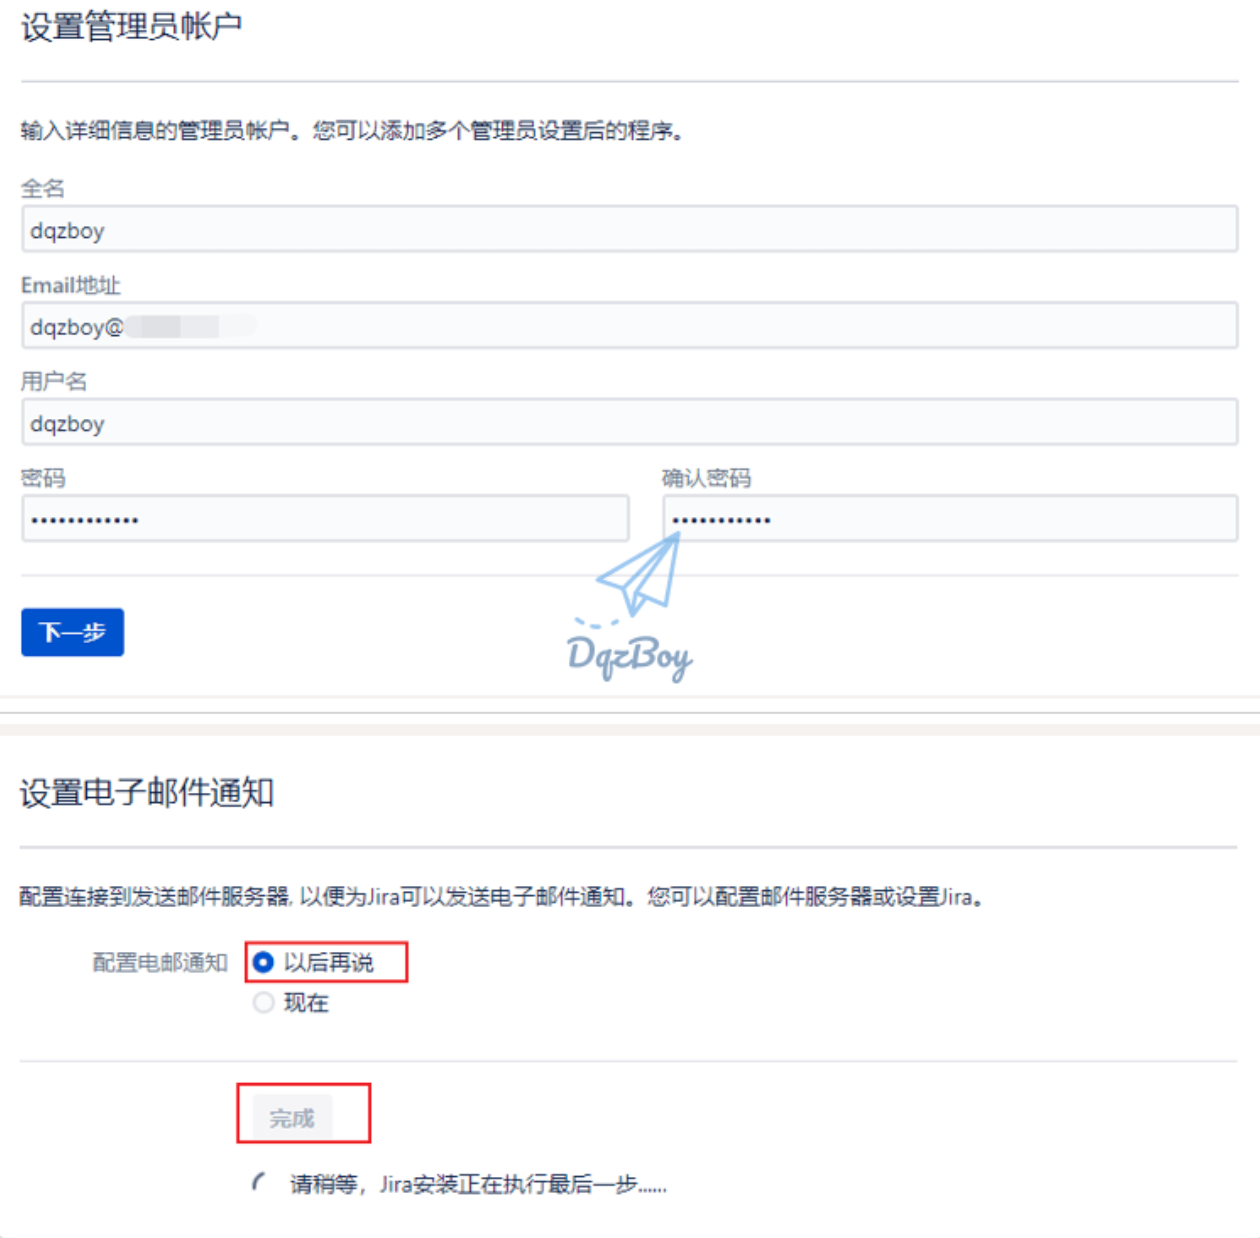 设置管理员帐户
输入详细信息的管理员帐户。您可以添加多个管理员设置后的程序。
全名
dqzboy
Email地址
dqzboy@
用户名
dqzboy
密码
确认密码
••••••••••••
•••••••••••
下一步
DqzBoy
设置电子邮件通知
配置连接到发送邮件服务器, 以便为Jira可以发送电子邮件通知。您可以配置邮件服务器或设置Jira。
配置电邮通知
以后再说
现在
完成
请稍等，Jira安装正在执行最后一步......